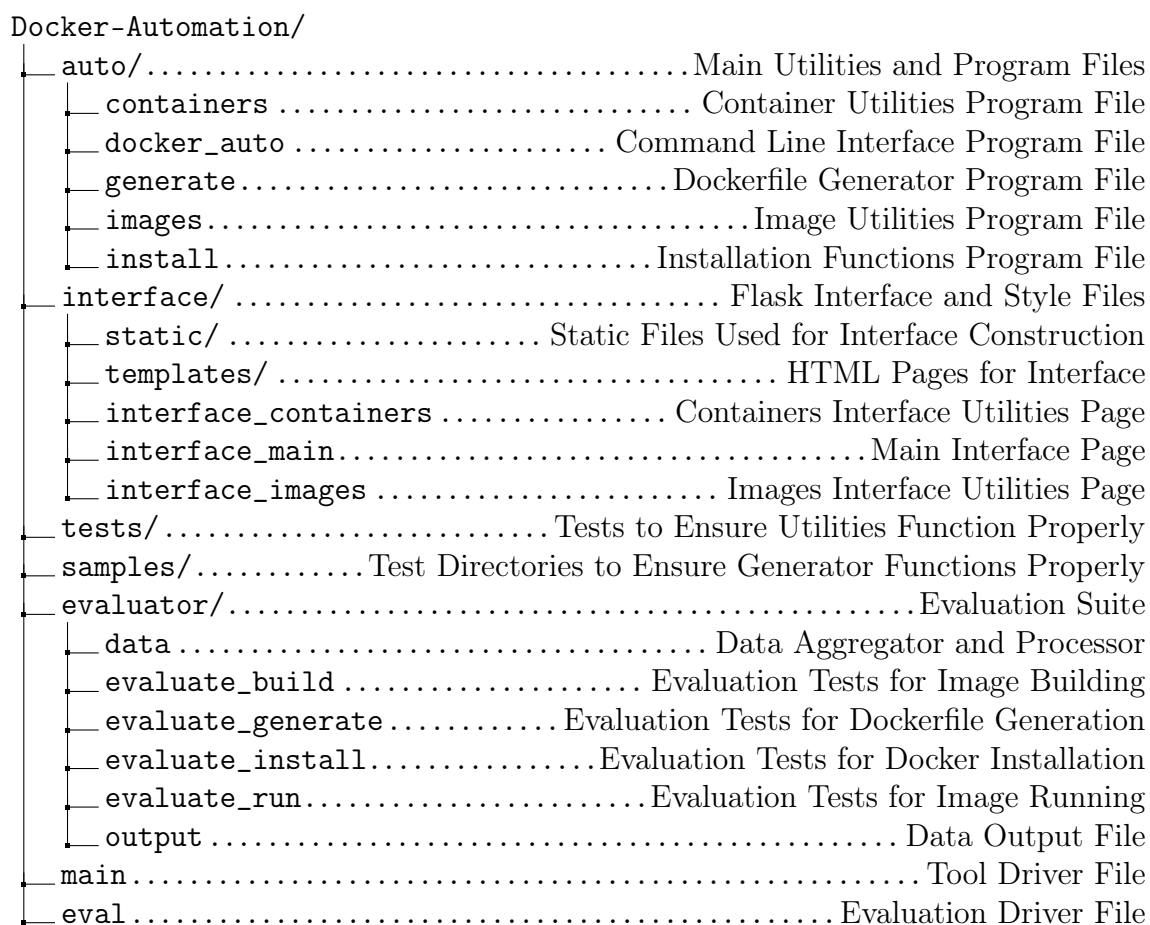 Docker-Automation/
auto/.....................................Main Utilities and Program Files
containers ............................. Container Utilities Program File
docker_auto ...................... Command Line Interface Program File
generate...............................Dockerfile Generator Program File
images.....................................Image Utilities Program File
install..............................Installation Functions Program File
interface/ .................................... Flask Interface and Style Files
static/ ...................... Static Files Used for Interface Construction
templates/ ................................... HTML Pages for Interface
interface_containers ................ Containers Interface Utilities Page
interface_main.....................................Main Interface Page
interface_images ........................ Images Interface Utilities Page
tests/...........................Tests to Ensure Utilities Function Properly
samples/............Test Directories to Ensure Generator Functions Properly
evaluator/................................................Evaluation Suite
data ..................................... Data Aggregator and Processor
evaluate_build ..................... Evaluation Tests for Image Building
evaluate_generate............Evaluation Tests for Dockerfile Generation
evaluate_install................Evaluation Tests for Docker Installation
evaluate_run........................Evaluation Tests for Image Running
output ................................................ Data Output File
main.......................................................Tool Driver File
eval.................................................Evaluation Driver File